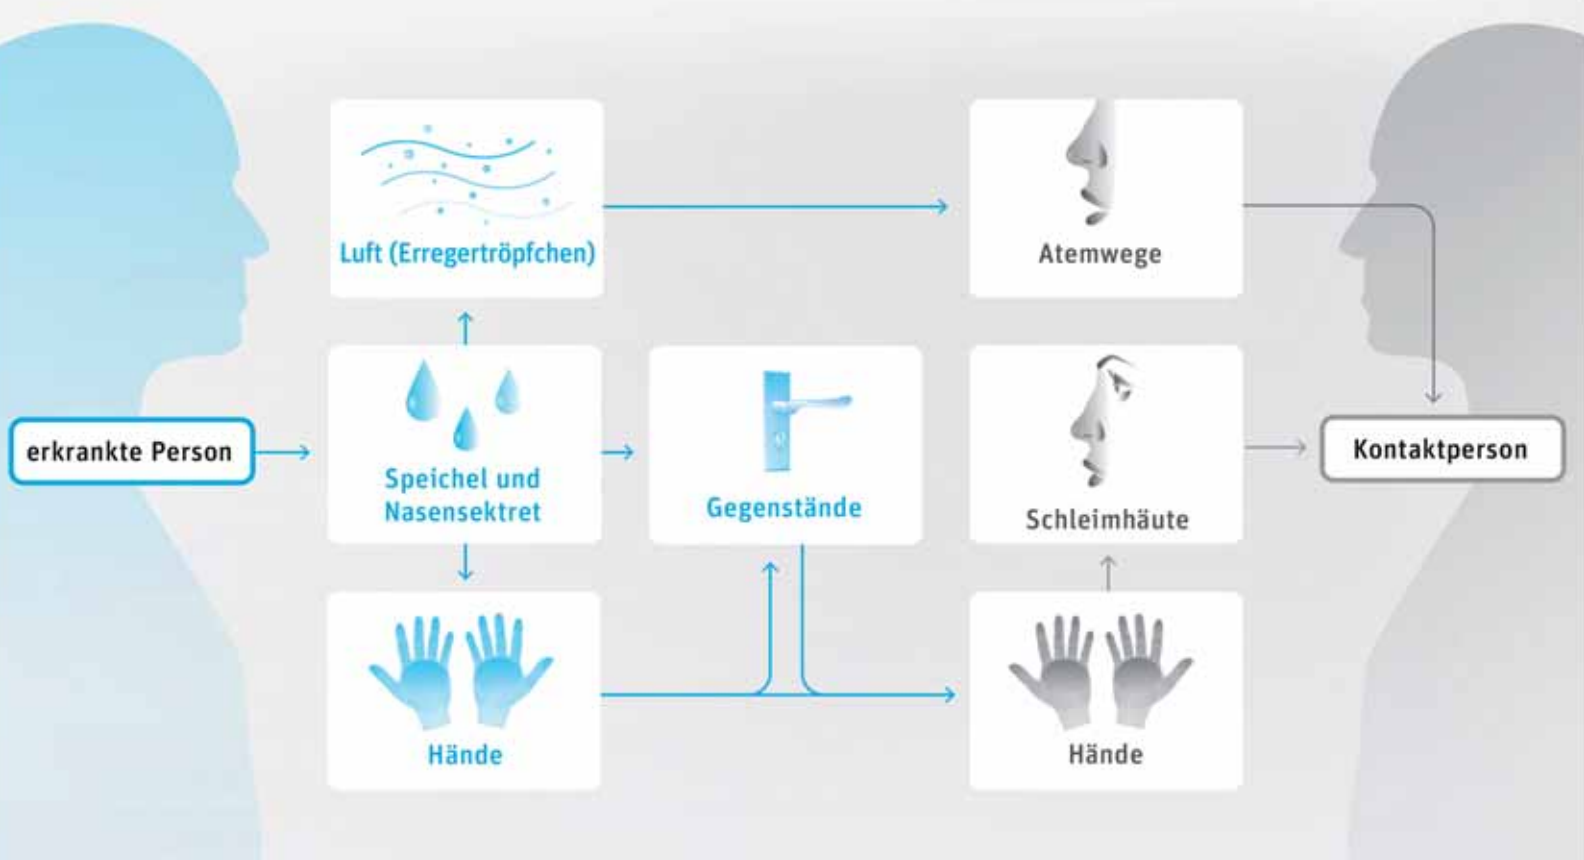 Luft (Erregertröpfchen)
Atemwege
erkrankte Person
Speichel und
Nasensektret
Gegenstände
Schleimhäute
Kontaktperson
Hände
Hände